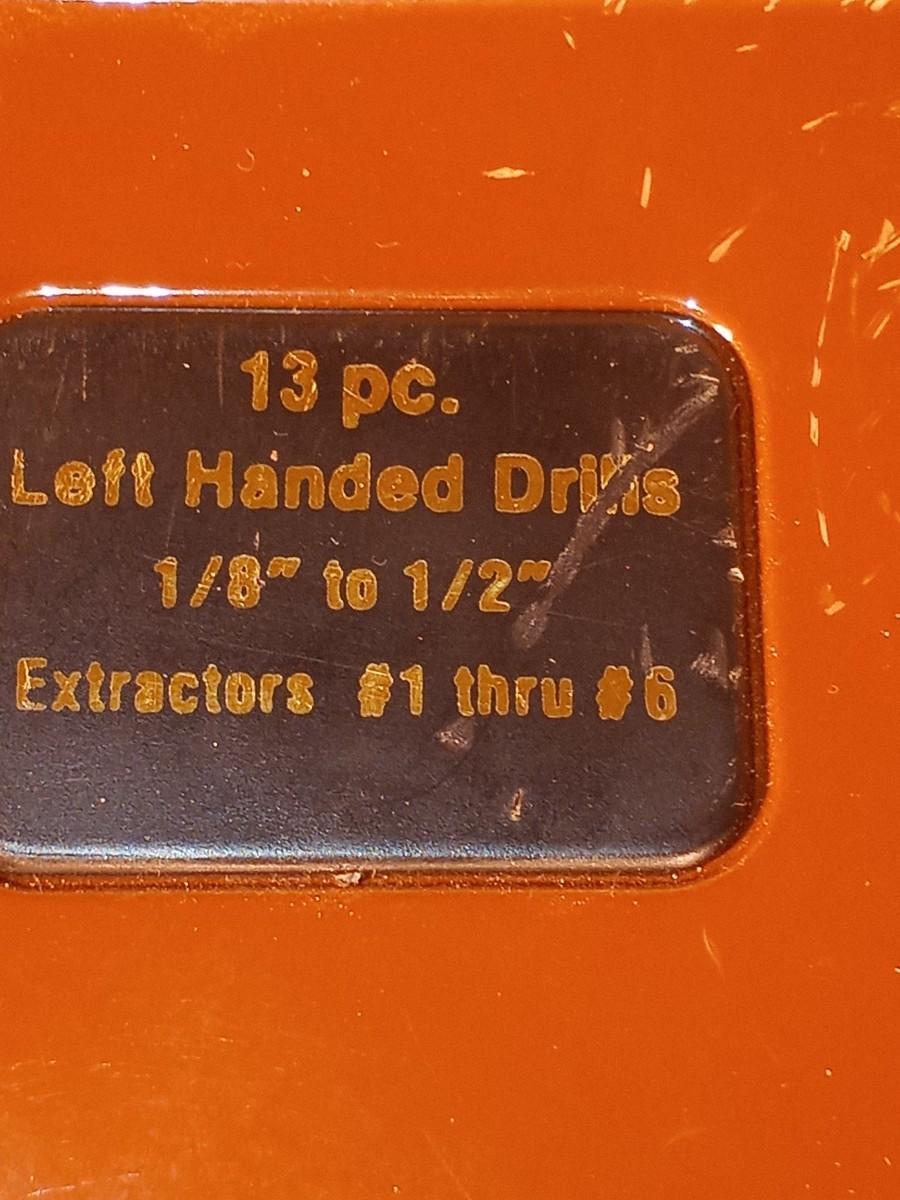 13 pc.
Left Handed Drills
1/8" to 1/2"
Extractors #1 thru #6